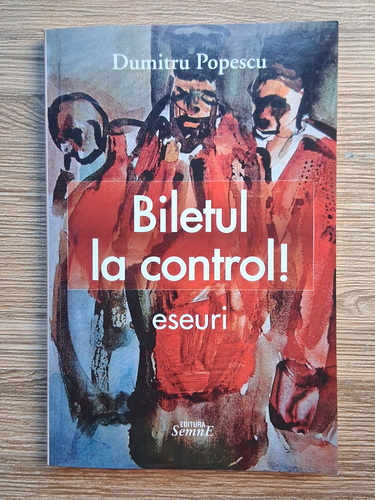 Dumitru Popescu
Biletul
la control!
eseuri
EDITURA
SemnE